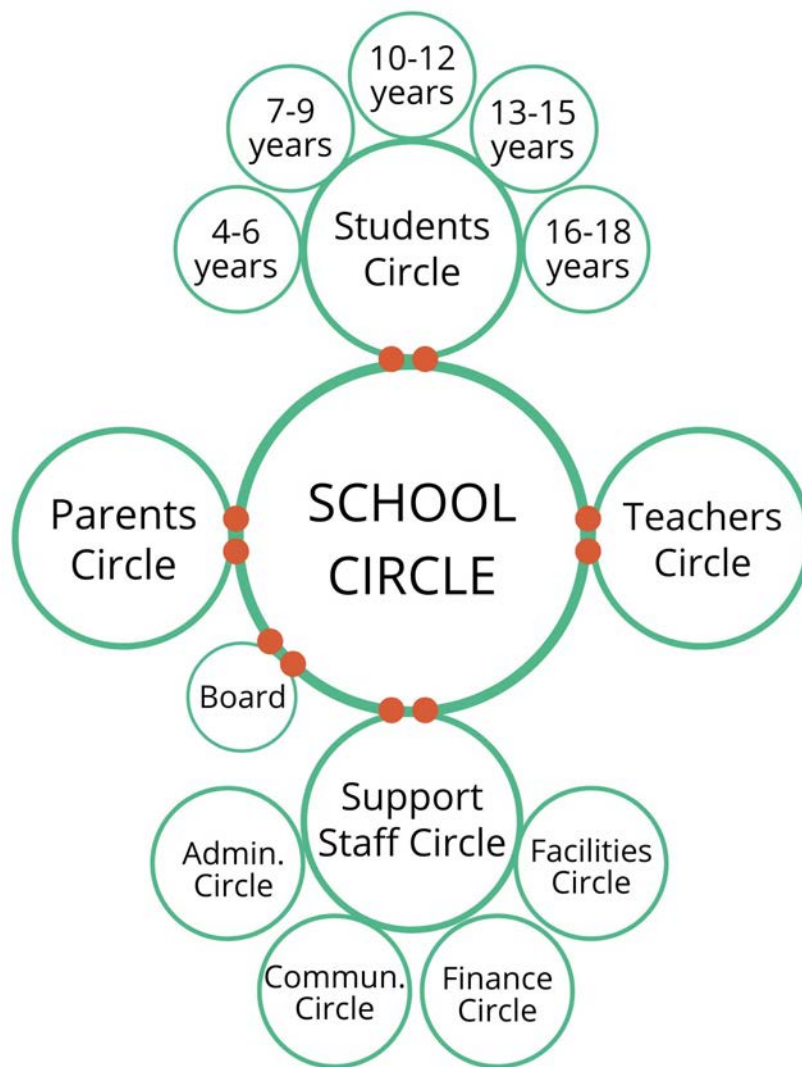 10-12
years
7-9
years
13-15
years
4-6
years
Students
Circle
16-18
years
Parents
Circle
SCHOOL
CIRCLE
Teachers
Circle
Board
Support
Staff Circle
Admin.
Circle
Facilities
Circle
Commun.
Circle
Finance
Circle